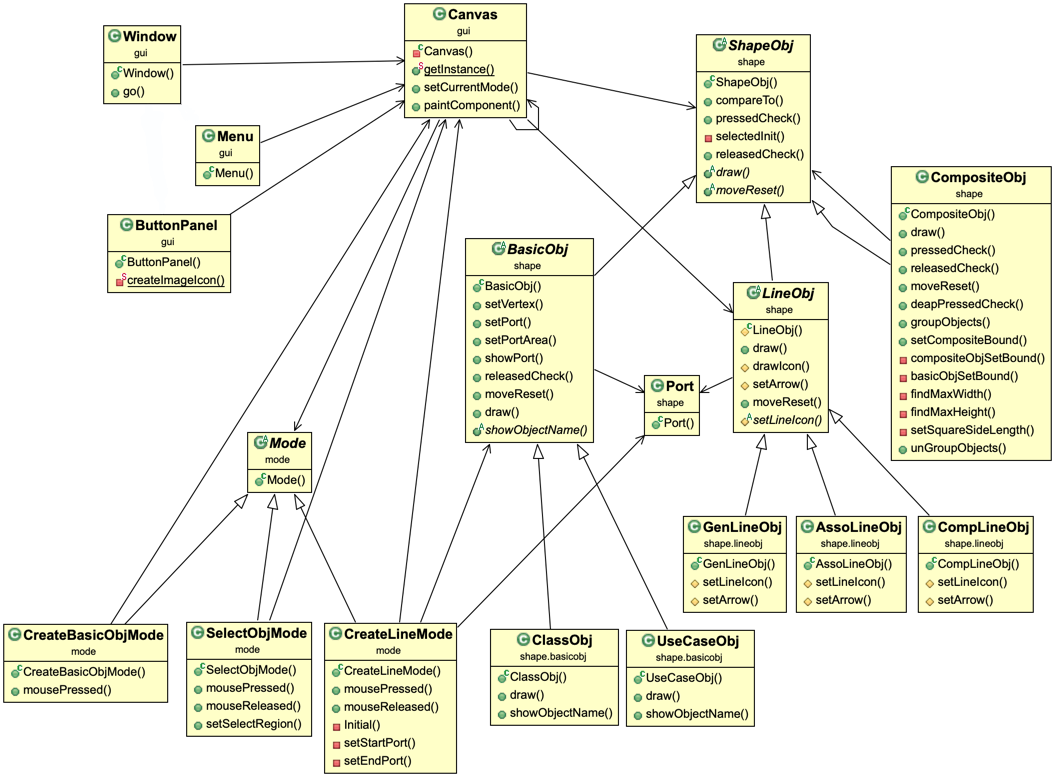 Window
gui
Window()
go()
Menu
gui
Menu()
ButtonPanel
gui
ButtonPanel()
createImageIcon()
Canvas
gui
Canvas()
getInstance()
setCurrentMode()
paintComponent()
ShapeObj
shape
ShapeObj()
compareTo()
pressedCheck()
selectedInit()
releasedCheck()
draw()
moveReset()
CompositeObj
shape
CompositeObj()
draw()
pressedCheck()
releasedCheck()
moveReset()
deapPressedCheck()
groupObjects()
setCompositeBound()
compositeObjSetBound()
basicObjSetBound()
findMaxWidth()
findMaxHeight()
setSquareSideLength()
unGroupObjects()
BasicObj
shape
BasicObj()
setVertex()
setPort()
setPortArea()
showPort()
releasedCheck()
moveReset()
draw()
showObjectName()
LineObj
shape
LineObj()
draw()
drawIcon()
setArrow()
moveReset()
setLineIcon()
Port
shape
Port()
Mode
mode
Mode()
GenLineObj
shape.lineobj
GenLineObj()
setLineIcon()
setArrow()
AssoLineObj
shape.lineobj
AssoLineObj()
setLineIcon()
setArrow()
CompLineObj
shape.lineobj
CompLineObj()
setLineIcon()
setArrow()
CreateBasicObjMode
mode
CreateBasicObjMode()
mousePressed()
SelectObjMode
mode
SelectObjMode()
mousePressed()
mouseReleased()
setSelectRegion()
CreateLineMode
mode
CreateLineMode()
mousePressed()
mouseReleased()
Initial()
setStartPort()
setEndPort()
ClassObj
shape.basicobj
ClassObj()
draw()
showObjectName()
UseCaseObj
shape.basicobj
UseCaseObj()
draw()
showObjectName()